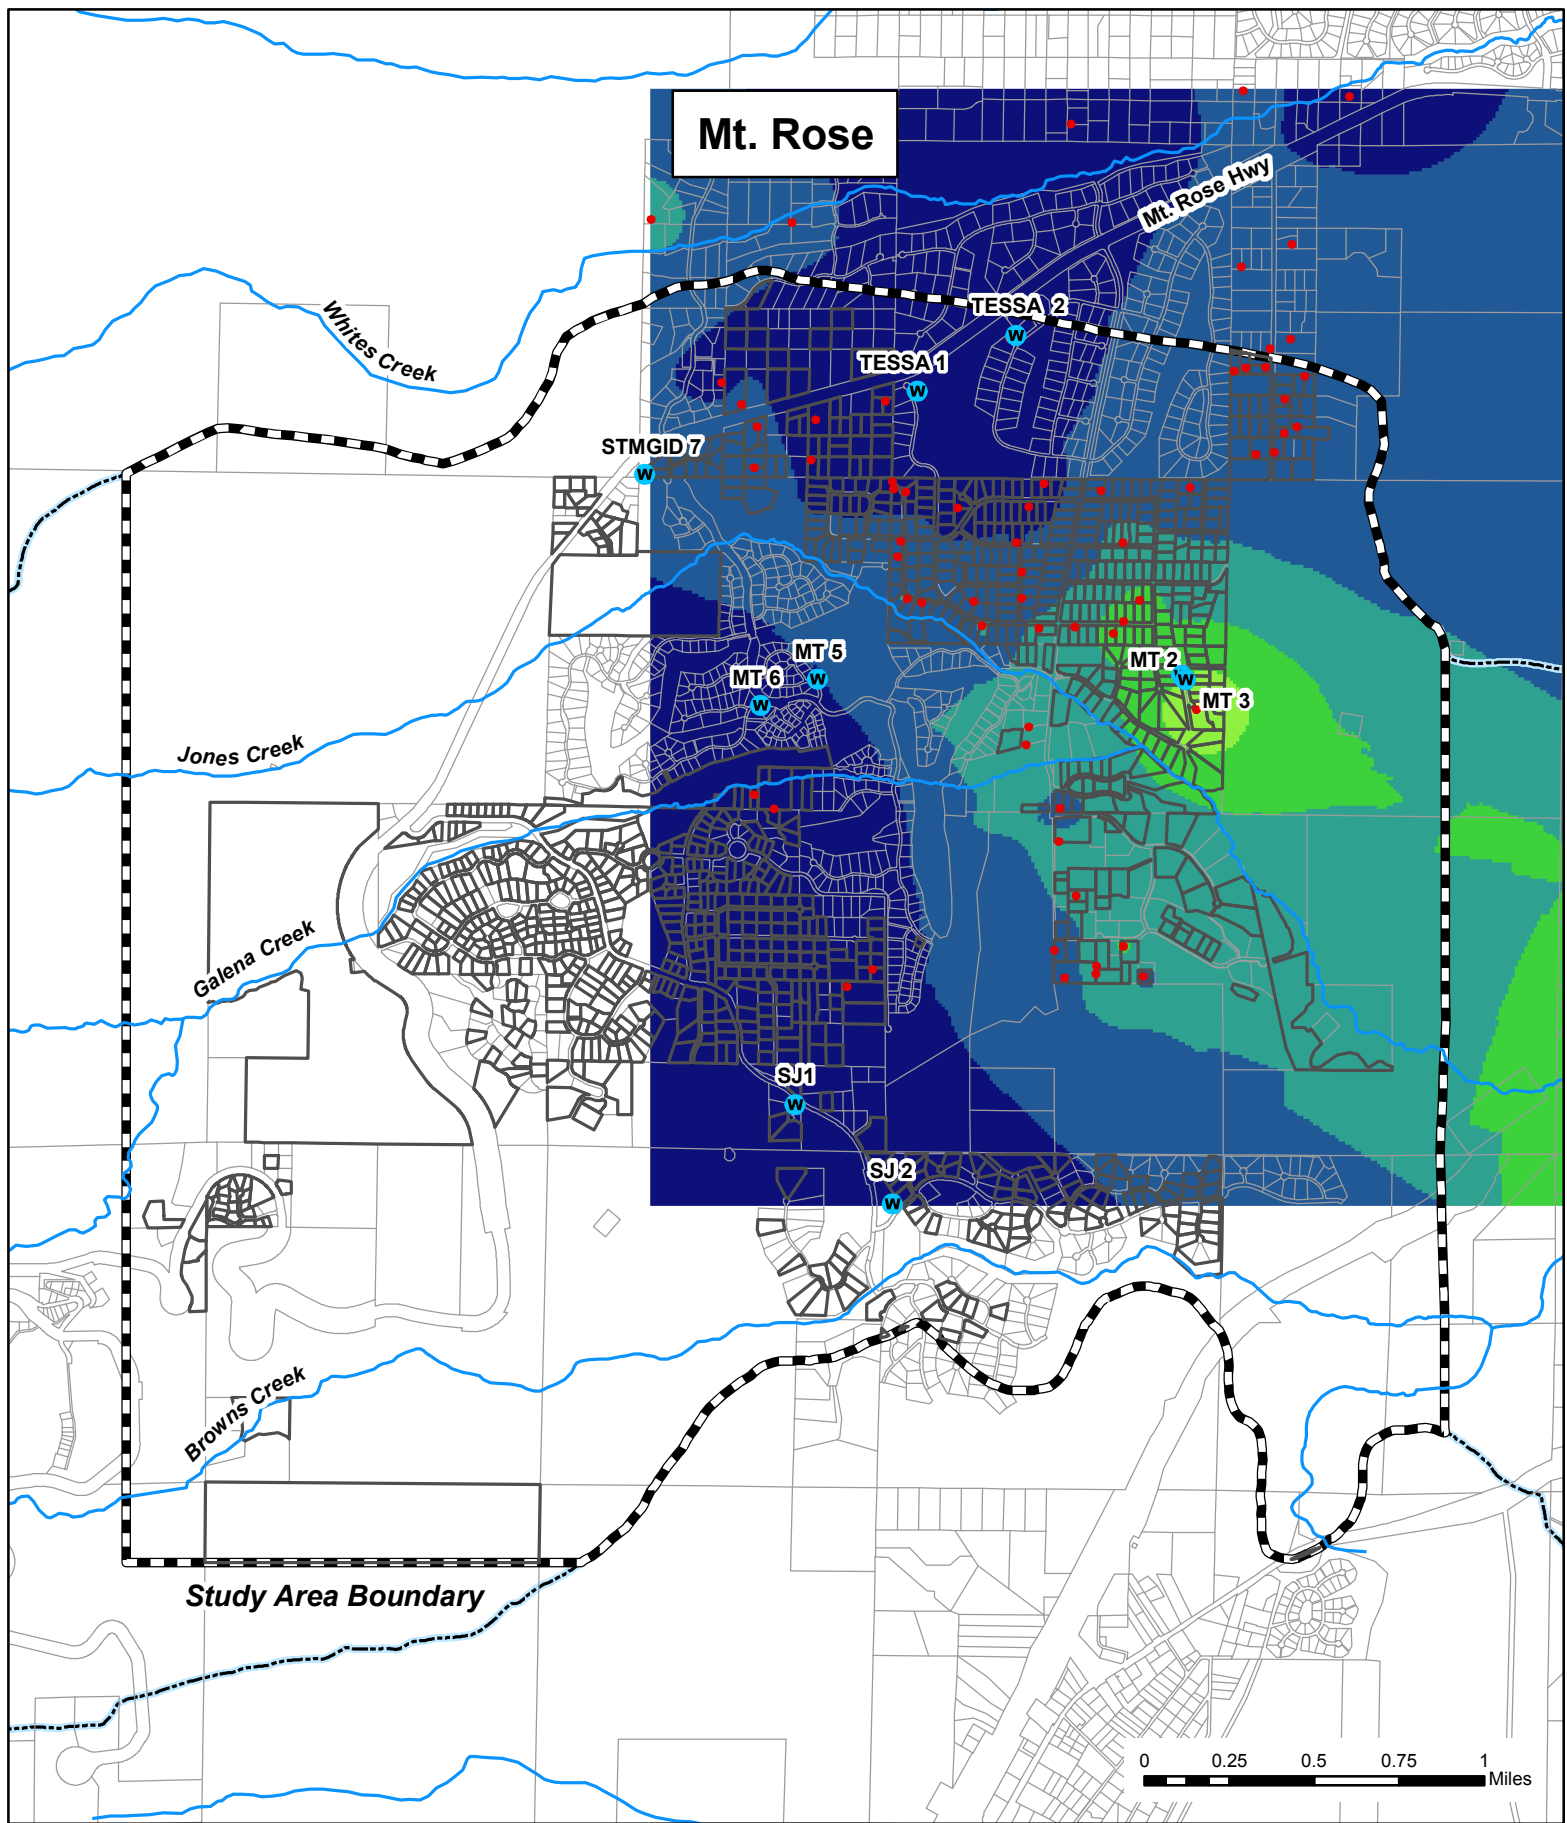 Mt. Rose
Mt. Rose Hwy
Whites Creek
TESSA 2
W
TESSA 1
W
STMGID 7
W
MT 5
W
MT 6
W
MT 2
W
MT 3
Jones Creek
Galena Creek
SJ1
W
SJ 2
W
Browns Creek
Study Area Boundary
0 0.25 0.5 0.75 1
Miles